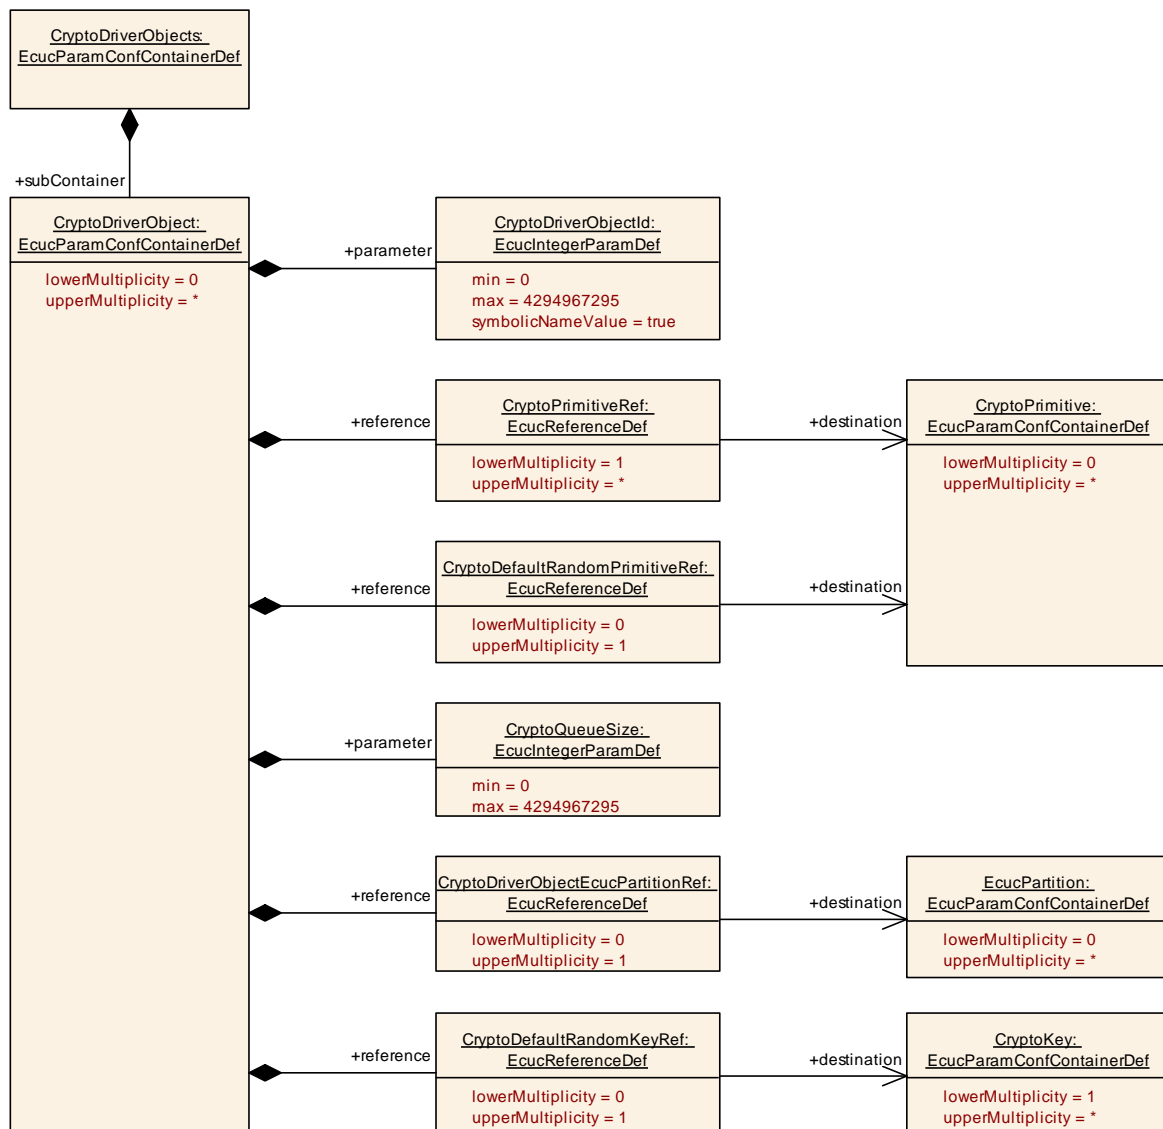 CryptoDriverObjects:
EcucParamConfContainerDef
+subContainer
CryptoDriverObject:
EcucParamConfContainerDef
lowerMultiplicity = 0
upperMultiplicity = *
+parameter
CryptoDriverObjectId:
EcucIntegerParamDef
min = 0
max = 4294967295
symbolicNameValue = true
+reference
CryptoPrimitiveRef:
EcucReferenceDef
lowerMultiplicity = 1
upperMultiplicity = *
+destination
CryptoPrimitive:
EcucParamConfContainerDef
lowerMultiplicity = 0
upperMultiplicity = *
+reference
CryptoDefaultRandomPrimitiveRef:
EcucReferenceDef
lowerMultiplicity = 0
upperMultiplicity = 1
+destination
+parameter
CryptoQueueSize:
EcucIntegerParamDef
min = 0
max = 4294967295
+reference
CryptoDriverObjectEcucPartitionRef:
EcucReferenceDef
lowerMultiplicity = 0
upperMultiplicity = 1
+destination
EcucPartition:
EcucParamConfContainerDef
lowerMultiplicity = 0
upperMultiplicity = *
+reference
CryptoDefaultRandomKeyRef:
EcucReferenceDef
lowerMultiplicity = 0
upperMultiplicity = 1
+destination
CryptoKey:
EcucParamConfContainerDef
lowerMultiplicity = 1
upperMultiplicity = *